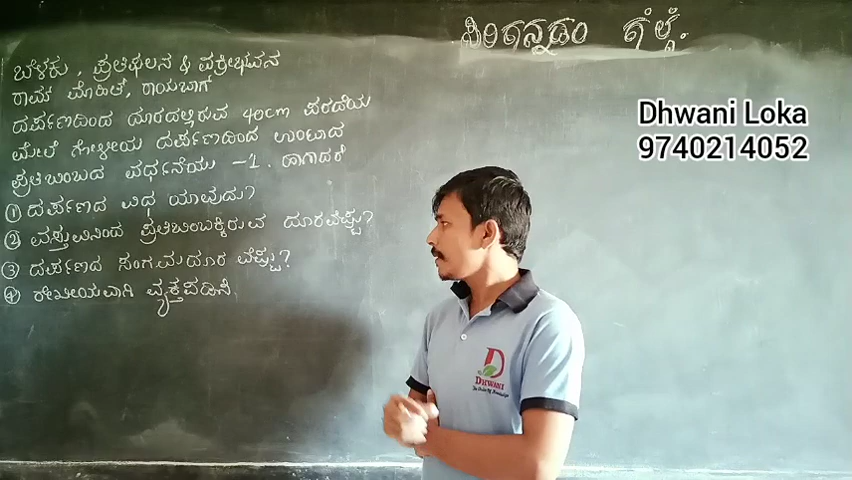 ಸಿರಿಗನ್ನಡಂ ಗೆಲ್ಗೆ.
ಬೆಳಕು, ಪ್ರತಿಫಲನ & ವಕ್ರೀಭವನ
ರಾಮ್ ಮೊಹಿತೆ, ರಾಯಬಾಗ್
ದರ್ಪಣದಿಂದ ದೂರದಲ್ಲಿರುವ 40cm ಪರದೆಯ
ಮೇಲೆ ಗೋಳೀಯ ದರ್ಪಣದಿಂದ ಉಂಟಾದ
ಪ್ರತಿಬಿಂಬದ ವರ್ಧನೆಯು -1. ಹಾಗಾದರೆ
① ದರ್ಪಣದ ವಿಧ ಯಾವುದು?
② ವಸ್ತುವಿನಿಂದ ಪ್ರತಿಬಿಂಬಕ್ಕಿರುವ ದೂರವೆಷ್ಟು?
③ ದರ್ಪಣದ ಸಂಗಮದೂರ ವೆಷ್ಟು?
④ ರೇಖೀಯವಾಗಿ ವ್ಯಕ್ತಪಡಿಸಿ
Dhwani Loka
9740214052
D
DHWANI